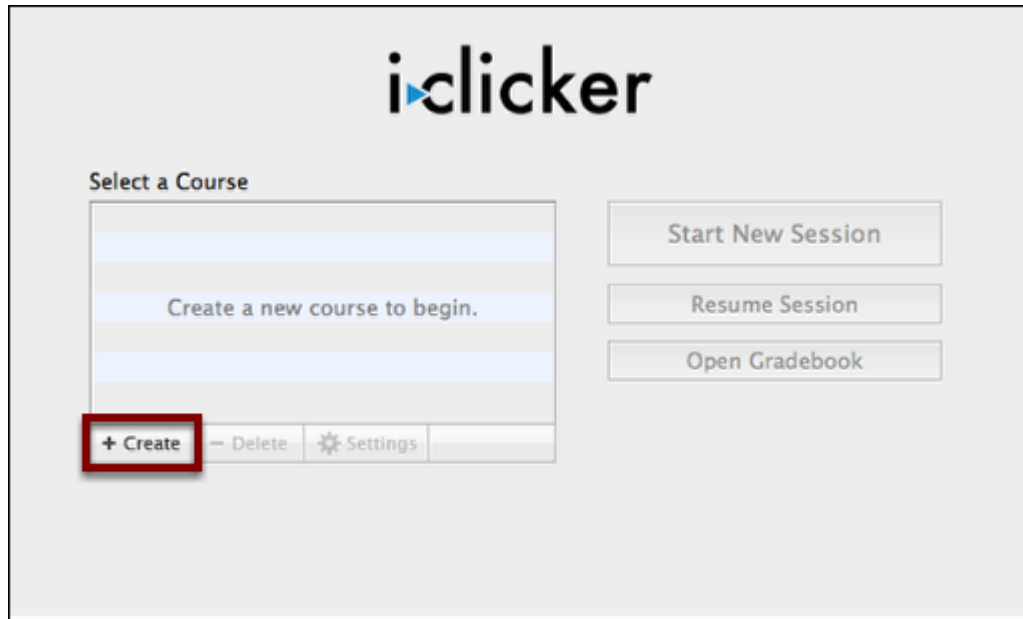 i clicker
Select a Course
Create a new course to begin.
+ Create
− Delete
Settings
Start New Session
Resume Session
Open Gradebook